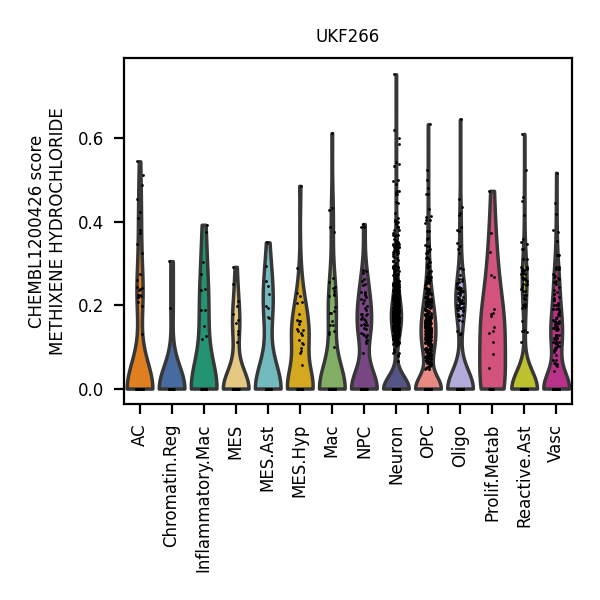 UKF266
CHEMBL1200426 score
METHIXENE HYDROCHLORIDE
0.6
0.4
0.2
0.0
AC
Chromatin.Reg
Inflammatory.Mac
MES
MES.Ast
MES.Hyp
Mac
NPC
Neuron
OPC
Oligo
Prolif.Metab
Reactive.Ast
Vasc